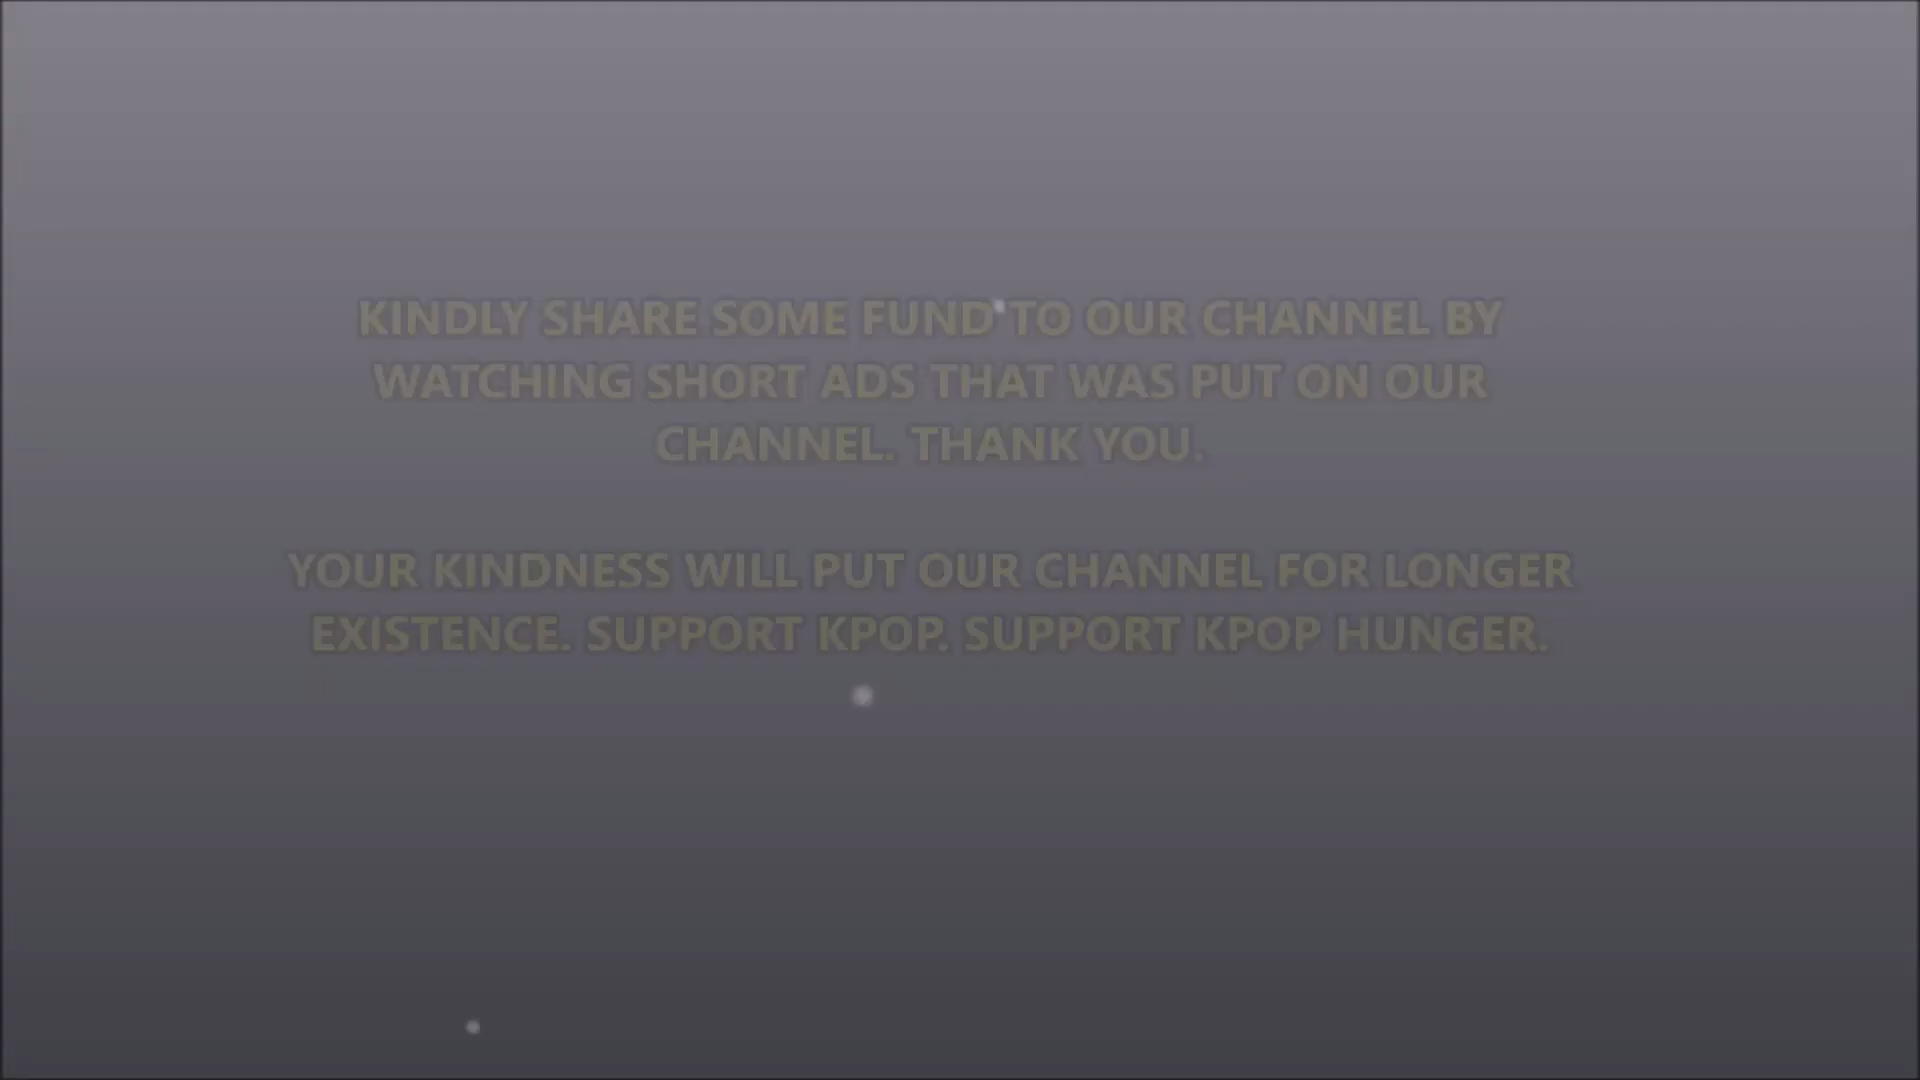 KINDLY SHARE SOME FUND TO OUR CHANNEL BY
WATCHING SHORT ADS THAT WAS PUT ON OUR
CHANNEL. THANK YOU.
YOUR KINDNESS WILL PUT OUR CHANNEL FOR LONGER
EXISTENCE. SUPPORT KPOP. SUPPORT KPOP HUNGER.